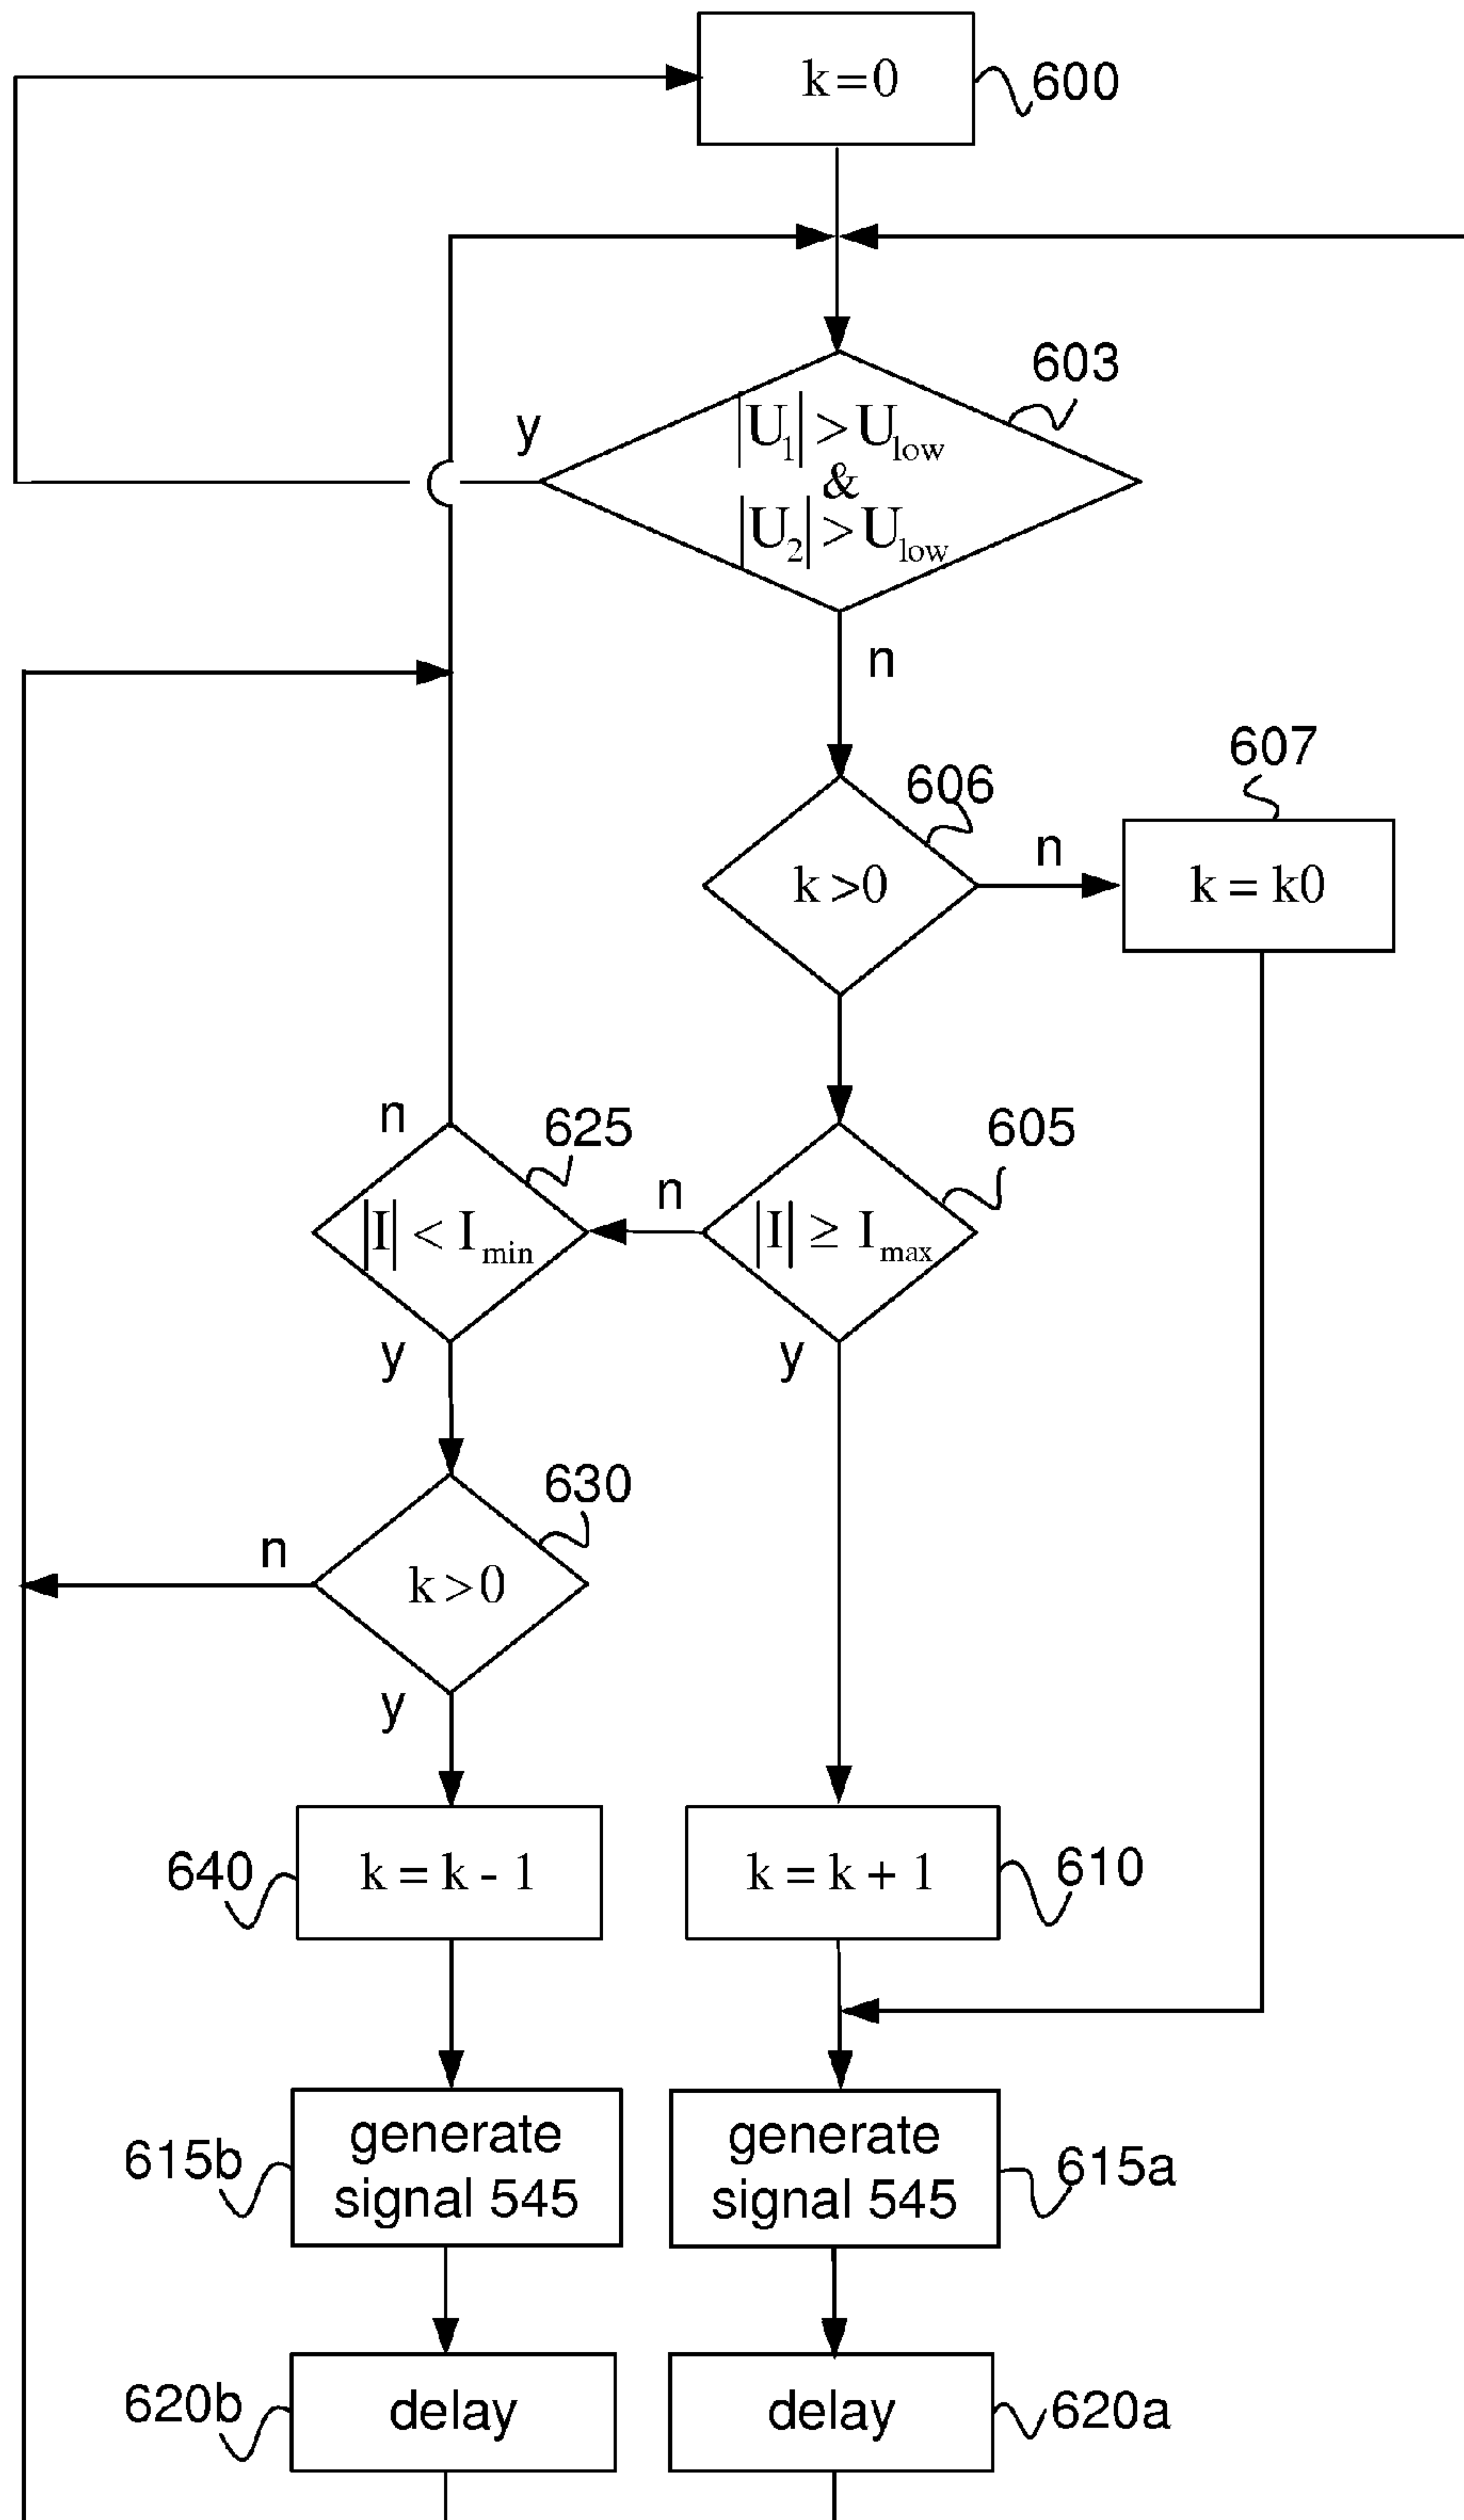 k=0
600
603
y
|U1| > Ulow
&
|U2| > Ulow
n
607
606
n
k >0
k = k0
n
625
605
n
|I| < Imin
|I| ≥ Imax
y
y
630
n
k >0
y
640
k = k - 1
k = k + 1
610
615b
generate
signal 545
generate
signal 545
615a
620b
delay
delay
620a